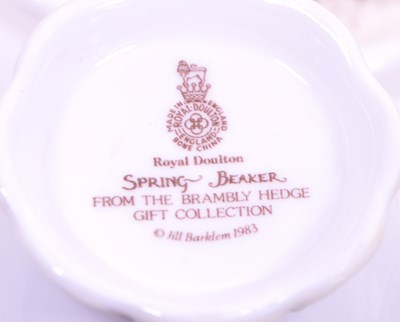 MADE IN ENGLAND
ROYAL DOULTON
ENGLAND
BONE CHINA
Royal Doulton
SPRING BEAKER
FROM THE BRAMBLY HEDGE
GIFT COLLECTION
© Jill Barklem 1983